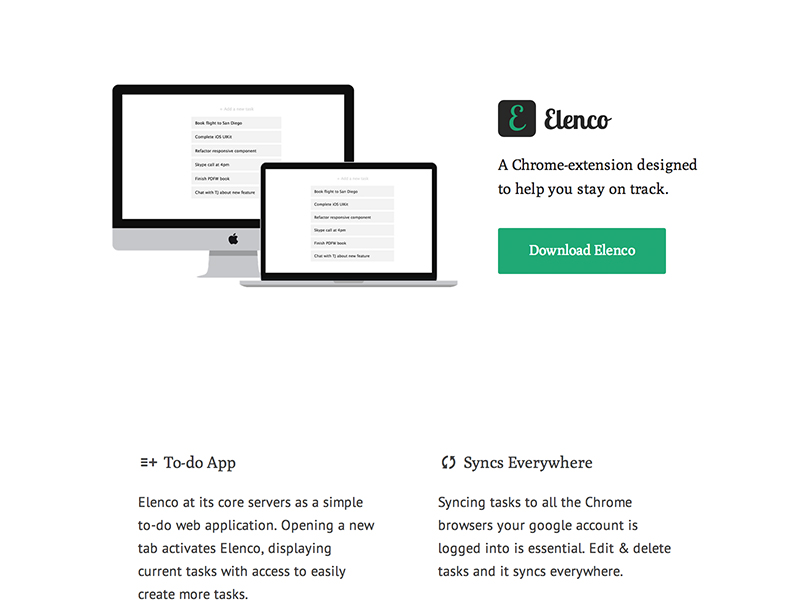 + Add a new task
Book flight to San Diego
Complete iOS UIKit
Refactor responsive component
Skype call at 4pm
Finish PDFW book
Chat with TJ about new feature
+ Add a new task
Book flight to San Diego
Complete iOS UIKit
Refactor responsive component
Skype call at 4pm
Finish PDFW book
Chat with TJ about new feature
E Elenco
A Chrome-extension designed
to help you stay on track.
Download Elenco
To-do App
Elenco at its core servers as a simple
to-do web application. Opening a new
tab activates Elenco, displaying
current tasks with access to easily
create more tasks.
Syncs Everywhere
Syncing tasks to all the Chrome
browsers your google account is
logged into is essential. Edit & delete
tasks and it syncs everywhere.